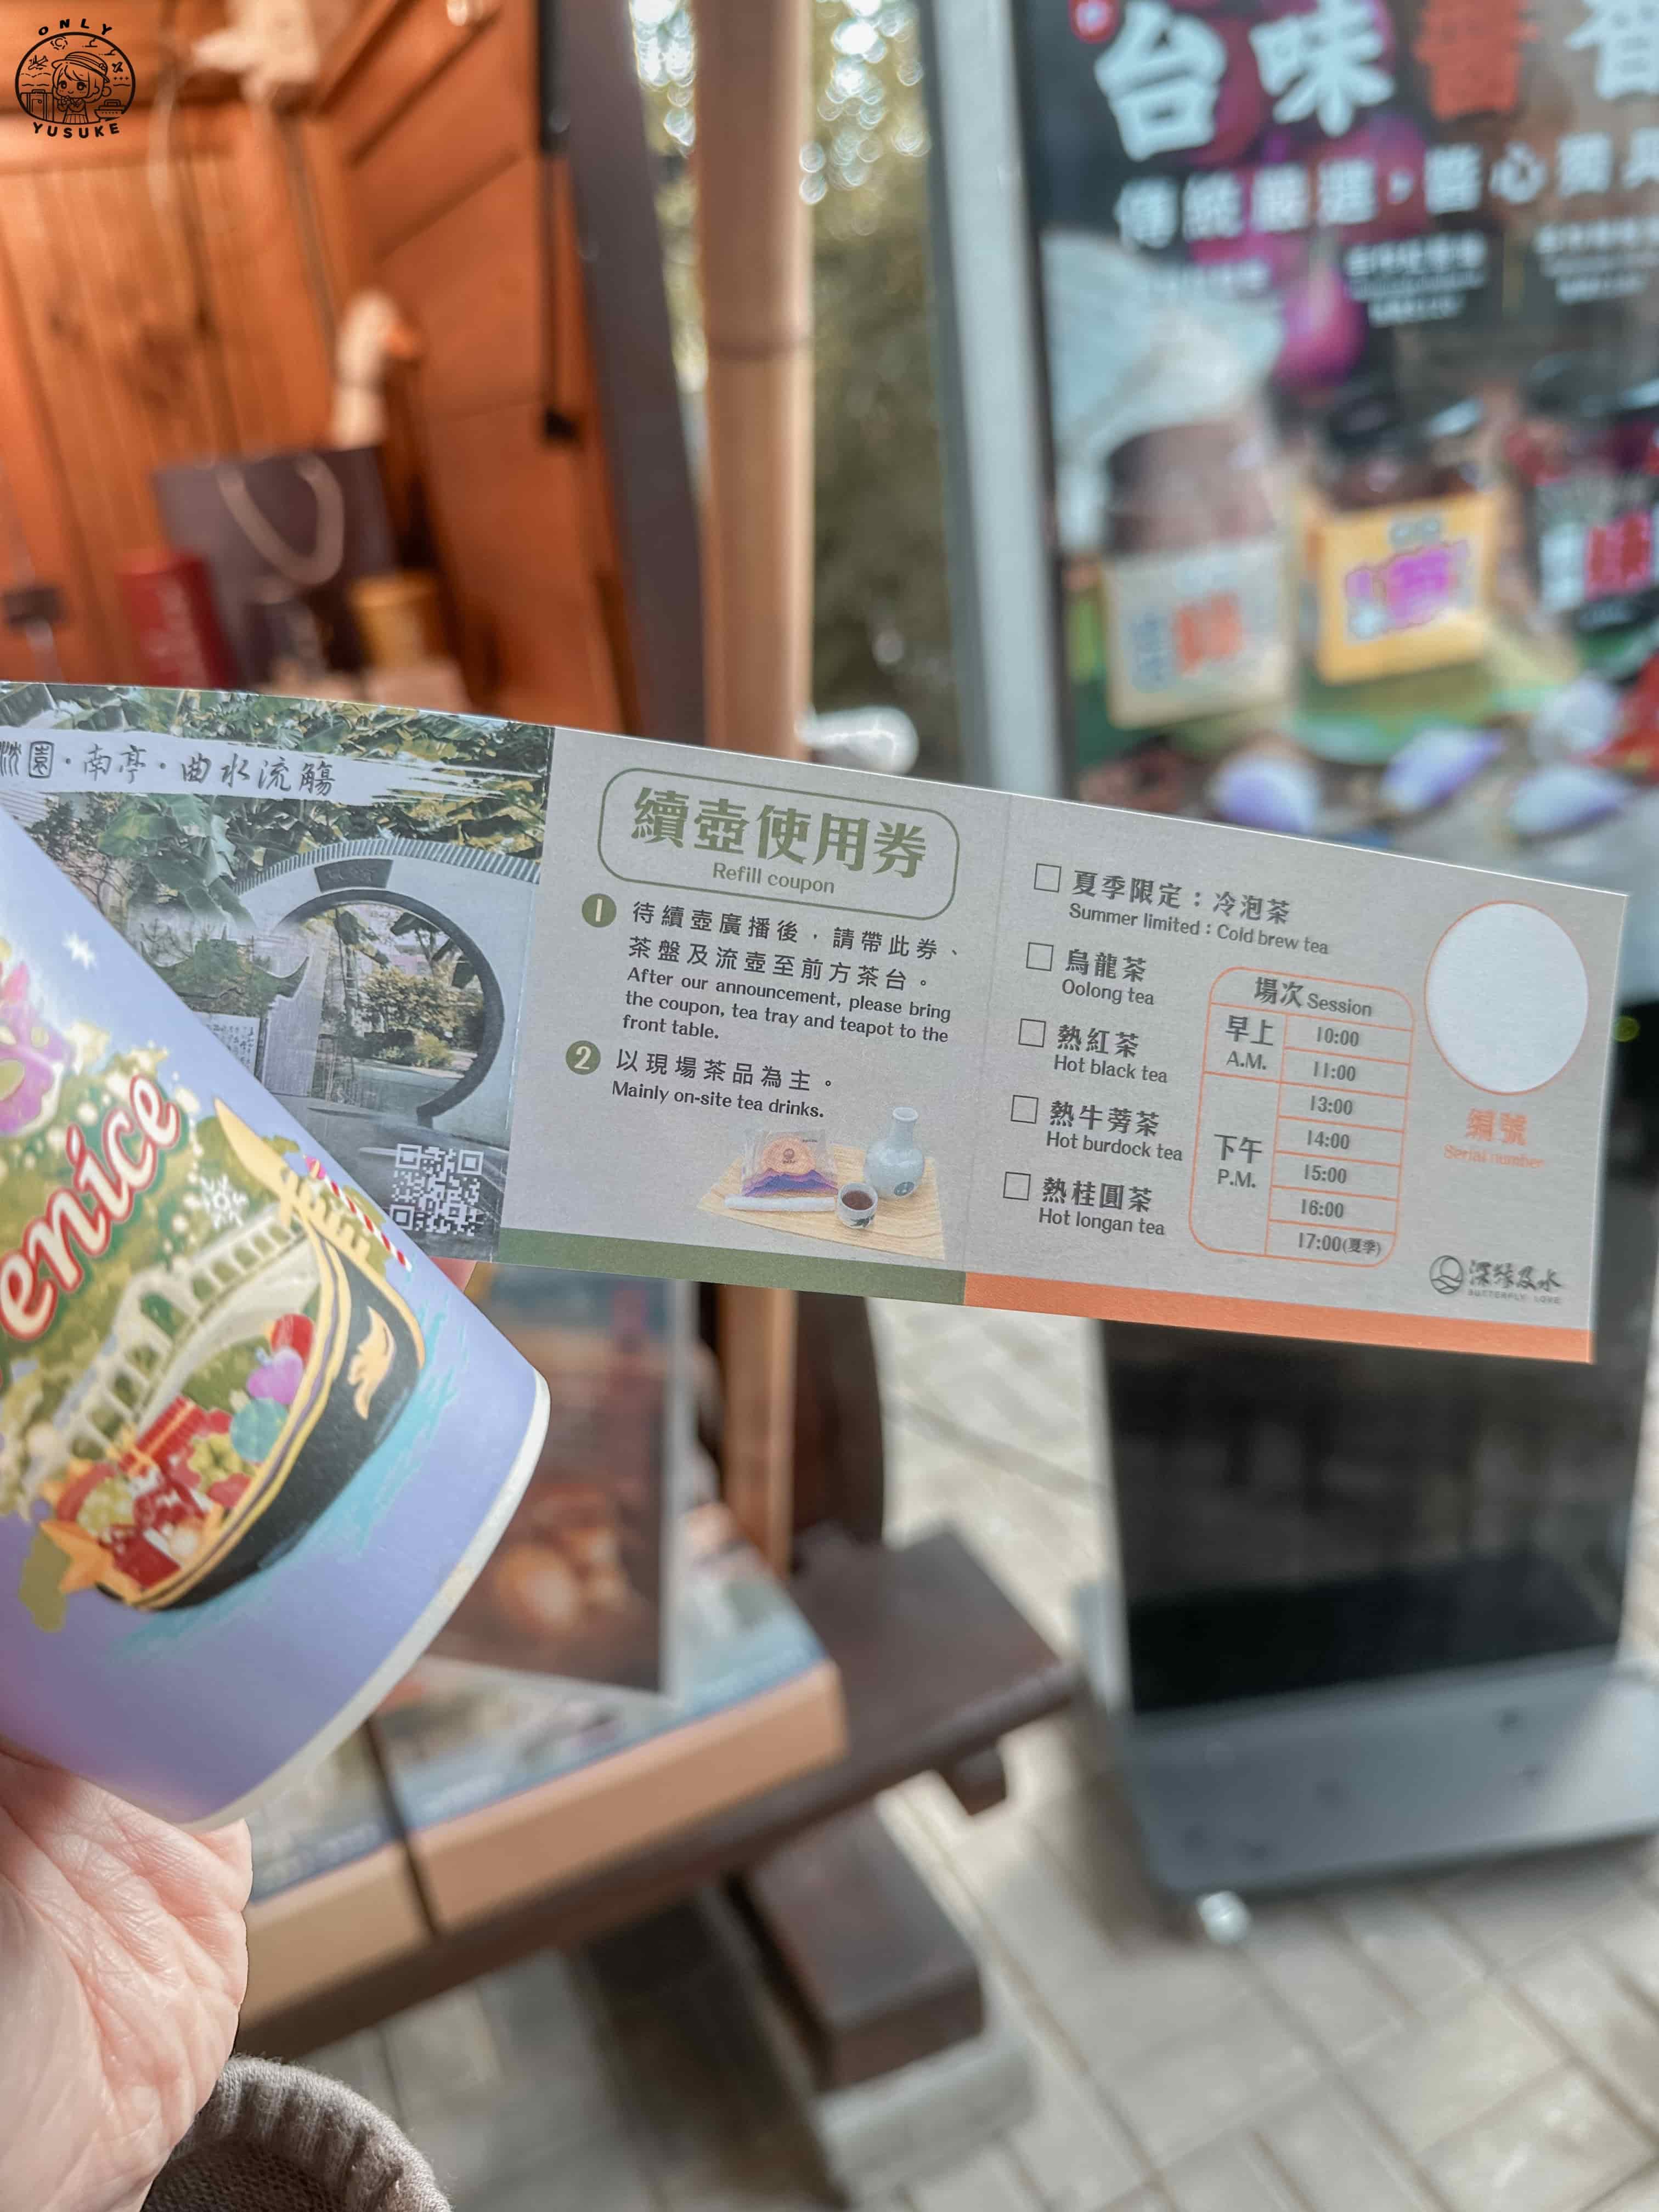 ONLY
YUSUKE
台味醬
傳統嚴選，醬心
沈園・南亭・曲水流觴
續壺使用券
Refill coupon
1 待續壺廣播後，請帶此券、
茶盤及流壺至前方茶台。
After our announcement, please bring
the coupon, tea tray and teapot to the
front table.
2 以現場茶品為主。
Mainly on-site tea drinks.
□ 夏季限定：冷泡茶
Summer limited：Cold brew tea
□ 烏龍茶
Oolong tea
□ 熱紅茶
Hot black tea
□ 熱牛蒡茶
Hot burdock tea
□ 熱桂圓茶
Hot longan tea
場次 Session
早上
A.M.
10:00
11:00
下午
P.M.
13:00
14:00
15:00
16:00
17:00(夏季)
編號
Serial number
深緣及水
BUTTERFLY LOVE
enice